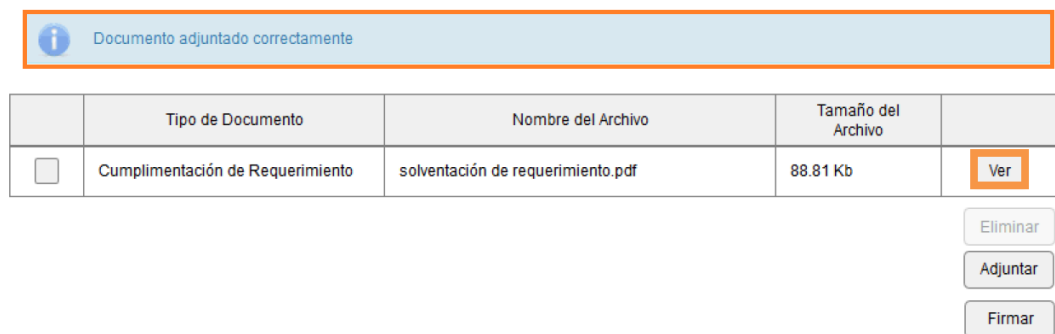 Documento adjuntado correctamente
Tipo de Documento
Nombre del Archivo
Tamaño del
Archivo
Cumplimentación de Requerimiento
solventación de requerimiento.pdf
88.81 Kb
Ver
Eliminar
Adjuntar
Firmar